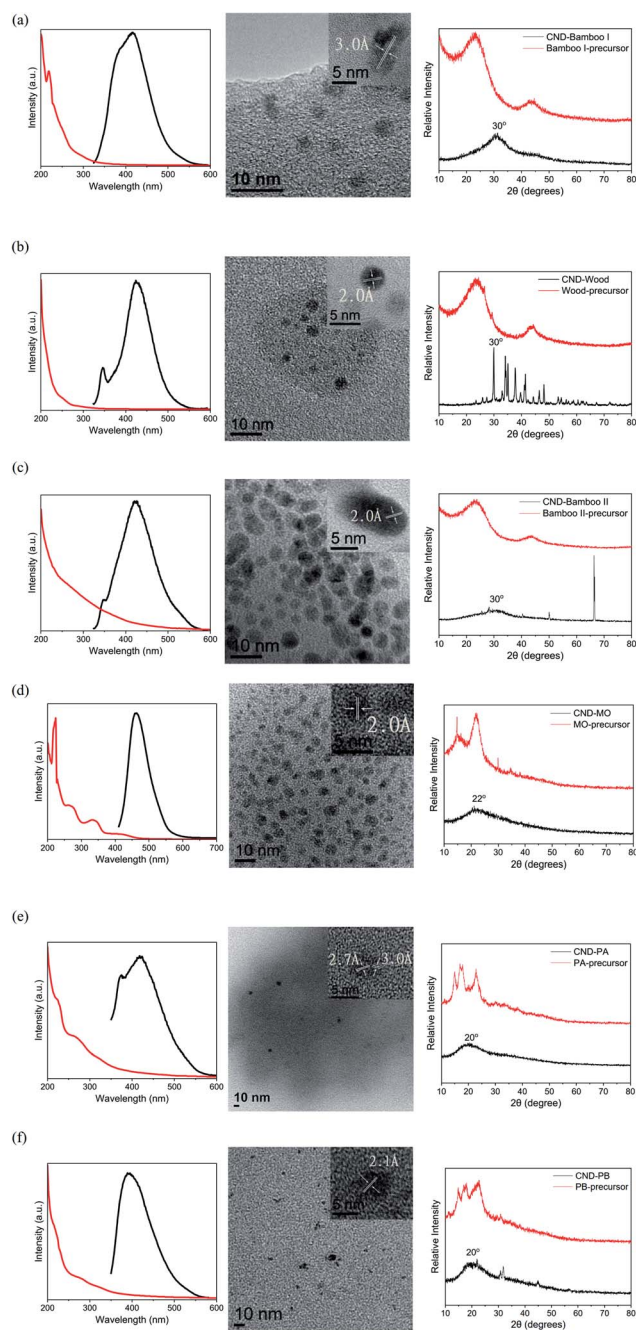 (a)
Intensity (a.u.)
200 300 400 500 600
Wavelength (nm)
3.0Å
5 nm
10 nm
Relative Intensity
CND-Bamboo I
Bamboo I-precursor
30°
10 20 30 40 50 60 70 80
2θ (degrees)
(b)
Intensity (a.u.)
200 300 400 500 600
Wavelength (nm)
2.0Å
5 nm
10 nm
Relative Intensity
CND-Wood
Wood-precursor
30°
10 20 30 40 50 60 70 80
2θ (degrees)
(c)
Intensity (a.u.)
200 300 400 500 600
Wavelength (nm)
2.0Å
5 nm
10 nm
Relative Intensity
CND-Bamboo II
Bamboo II-precursor
30°
10 20 30 40 50 60 70 80
2θ (degrees)
(d)
Intensity (a.u.)
200 300 400 500 600 700
Wavelength (nm)
2.0Å
5 nm
10 nm
Relative Intensity
CND-MO
MO-precursor
22°
10 20 30 40 50 60 70 80
2θ (degrees)
(e)
Intensity (a.u.)
200 300 400 500 600
Wavelength (nm)
2.7Å 3.0Å
5 nm
10 nm
Relative Intensity
CND-PA
PA-precursor
20°
10 20 30 40 50 60 70 80
2θ (degree)
(f)
Intensity (a.u.)
200 300 400 500 600
Wavelength (nm)
2.1Å
5 nm
10 nm
Relative Intensity
CND-PB
PB-precursor
20°
10 20 30 40 50 60 70 80
2θ (degrees)